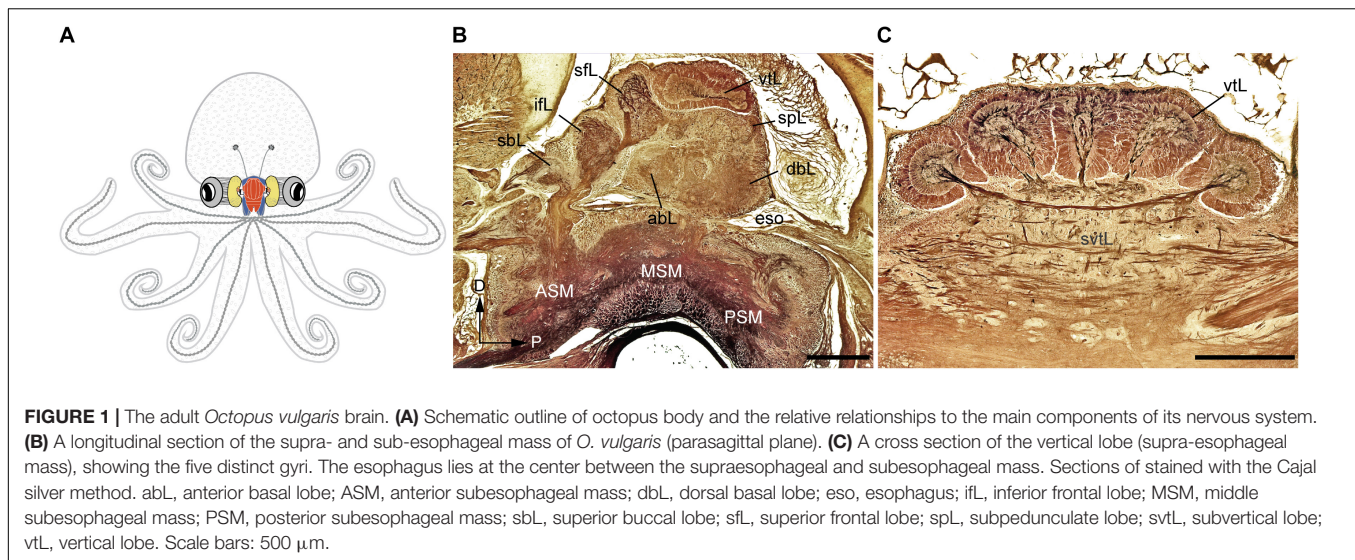 A
B
C
sfL
vtL
ifL
spL
sbL
dbL
abL
eso
MSM
ASM
PSM
D
P
vtL
svtL
FIGURE 1 | The adult Octopus vulgaris brain. (A) Schematic outline of octopus body and the relative relationships to the main components of its nervous system.
(B) A longitudinal section of the supra- and sub-esophageal mass of O. vulgaris (parasagittal plane). (C) A cross section of the vertical lobe (supra-esophageal
mass), showing the five distinct gyri. The esophagus lies at the center between the supraesophageal and subesophageal mass. Sections of stained with the Cajal
silver method. abL, anterior basal lobe; ASM, anterior subesophageal mass; dbL, dorsal basal lobe; eso, esophagus; ifL, inferior frontal lobe; MSM, middle
subesophageal mass; PSM, posterior subesophageal mass; sbL, superior buccal lobe; sfL, superior frontal lobe; spL, subpedunculate lobe; svtL, subvertical lobe;
vtL, vertical lobe. Scale bars: 500 μm.